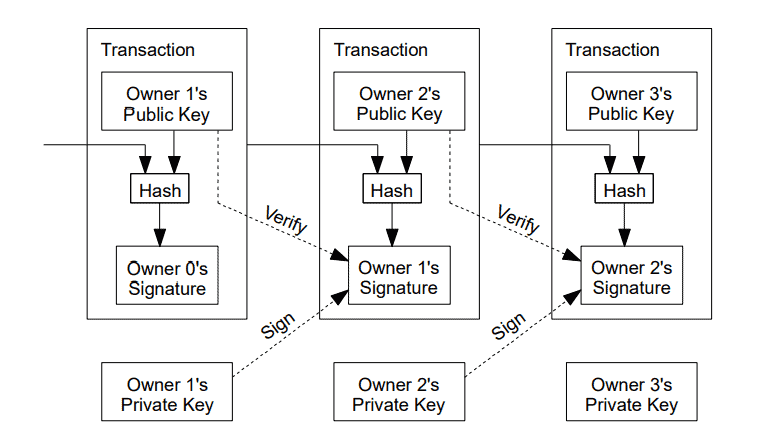 Transaction
Owner 1's
Public Key
Hash
Owner 0's
Signature
Transaction
Owner 2's
Public Key
Hash
Verify
Owner 1's
Signature
Sign
Transaction
Owner 3's
Public Key
Hash
Verify
Owner 2's
Signature
Sign
Owner 1's
Private Key
Owner 2's
Private Key
Owner 3's
Private Key